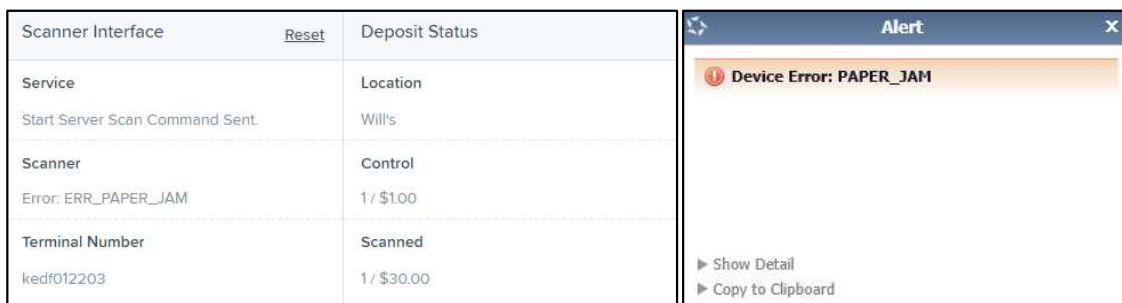 Scanner Interface Reset
Service
Start Server Scan Command Sent.
Scanner
Error: ERR_PAPER_JAM
Terminal Number
kedf012203
Deposit Status
Location
Will's
Control
1 / $1.00
Scanned
1 / $30.00
Alert X
Device Error: PAPER_JAM
Show Detail
Copy to Clipboard